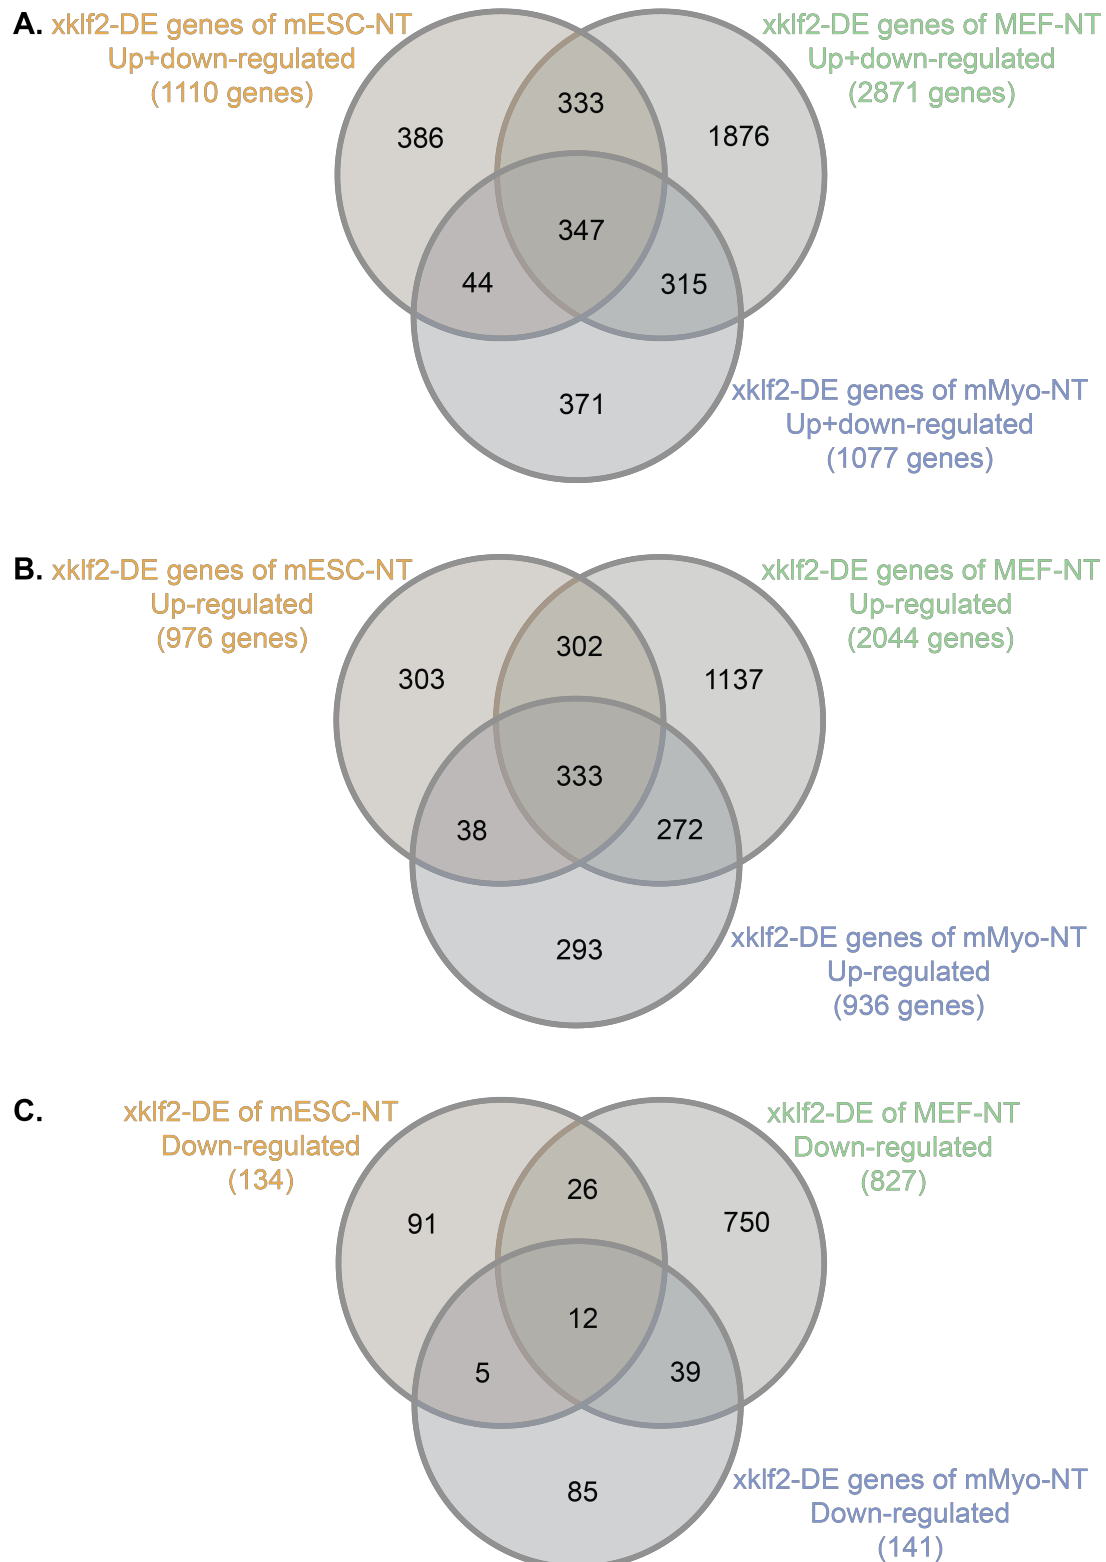 A.
xklf2-DE genes of mESC-NT
Up+down-regulated
(1110 genes)
xklf2-DE genes of MEF-NT
Up+down-regulated
(2871 genes)
333
386
1876
347
44
315
371
xklf2-DE genes of mMyo-NT
Up+down-regulated
(1077 genes)
B.
xklf2-DE genes of mESC-NT
Up-regulated
(976 genes)
xklf2-DE genes of MEF-NT
Up-regulated
(2044 genes)
302
303
1137
333
38
272
293
xklf2-DE genes of mMyo-NT
Up-regulated
(936 genes)
C.
xklf2-DE of mESC-NT
Down-regulated
(134)
xklf2-DE of MEF-NT
Down-regulated
(827)
26
91
750
12
5
39
85
xklf2-DE genes of mMyo-NT
Down-regulated
(141)